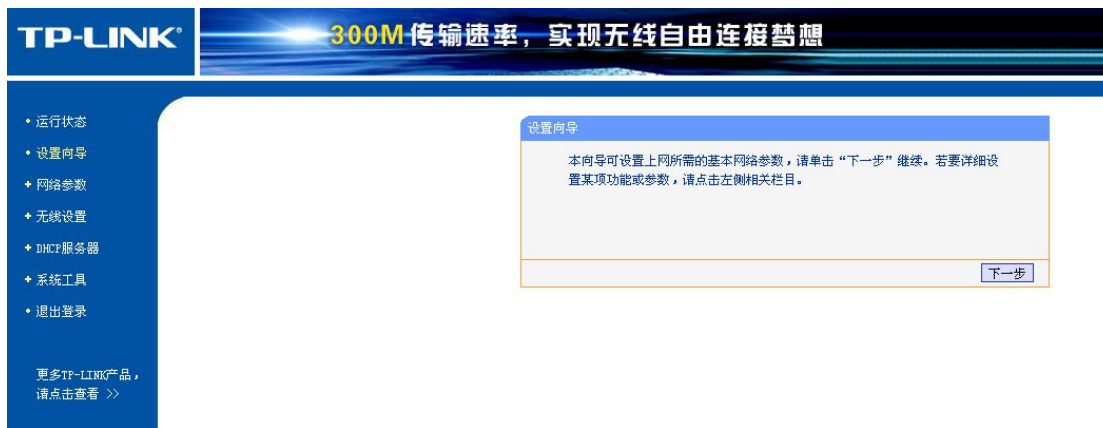 TP-LINK®
300M传输速率，实现无线自由连接梦想
• 运行状态
• 设置向导
+ 网络参数
+ 无线设置
+ DHCP服务器
+ 系统工具
• 退出登录
更多TP-LINK产品，
请点击查看 >>
设置向导
本向导可设置上网所需的基本网络参数，请单击“下一步”继续。若要详细设
置某项功能或参数，请点击左侧相关栏目。
下一步